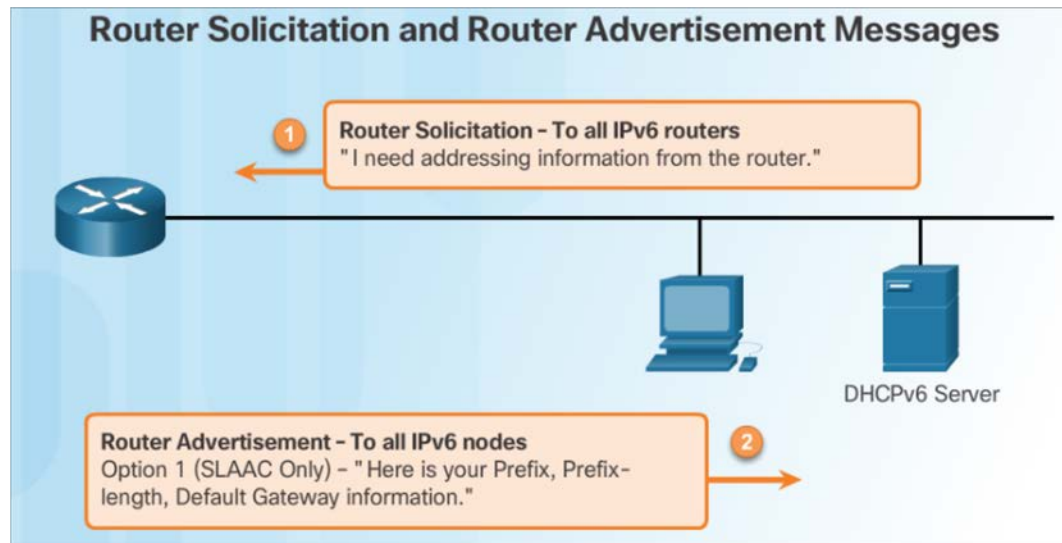 Router Solicitation and Router Advertisement Messages
1
Router Solicitation – To all IPv6 routers
"I need addressing information from the router."
DHCPv6 Server
Router Advertisement – To all IPv6 nodes
Option 1 (SLAAC Only) – "Here is your Prefix, Prefix-
length, Default Gateway information."
2